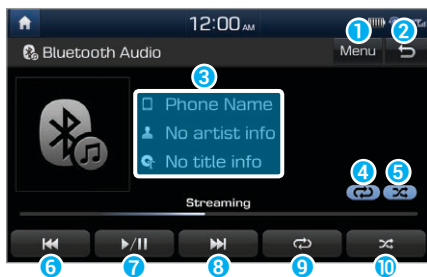 12:00 AM
1
2
Bluetooth Audio
Menu
3
Phone Name
No artist info
No title info
4
5
Streaming
6
7
8
9
10